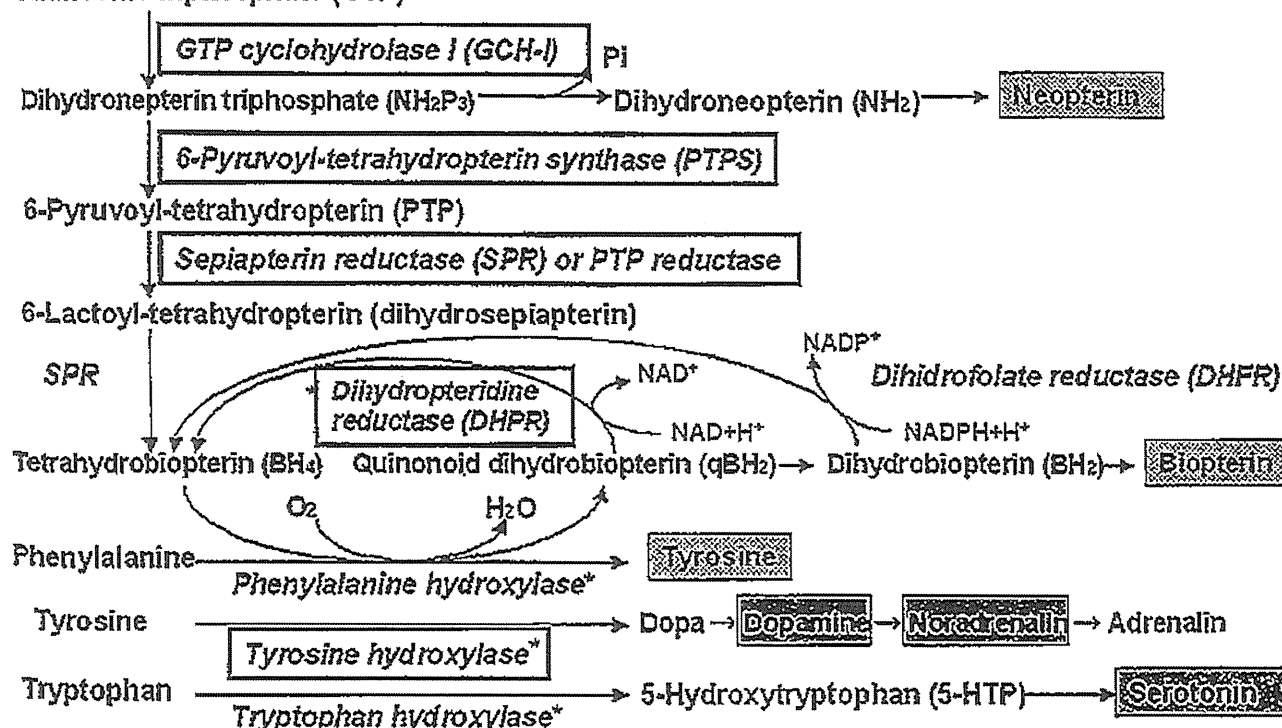 GTP cyclohydrolase I (GCH-I)
Pi
Dihydronepterin triphosphate (NH2P3)
Dihydroneopterin (NH2)
Neopterin
6-Pyruvoyl-tetrahydropterin synthase (PTPS)
6-Pyruvoyl-tetrahydropterin (PTP)
Sepiapterin reductase (SPR) or PTP reductase
6-Lactoyl-tetrahydropterin (dihydrosepiapterin)
SPR
* Dihydropteridine
reductase (DHPR)
NAD+
NAD+H+
NADP+
Dihidrofolate reductase (DHFR)
NADPH+H+
Tetrahydrobiopterin (BH4)
Quinonoid dihydrobiopterin (qBH2)
Dihydrobiopterin (BH2)
Biopterin
O2
H2O
Phenylalanine
Phenylalanine hydroxylase*
Tyrosine
Tyrosine
Tyrosine hydroxylase*
Dopa
Dopamine
Noradrenalin
Adrenalin
Tryptophan
Tryptophan hydroxylase*
5-Hydroxytryptophan (5-HTP)
Serotonin